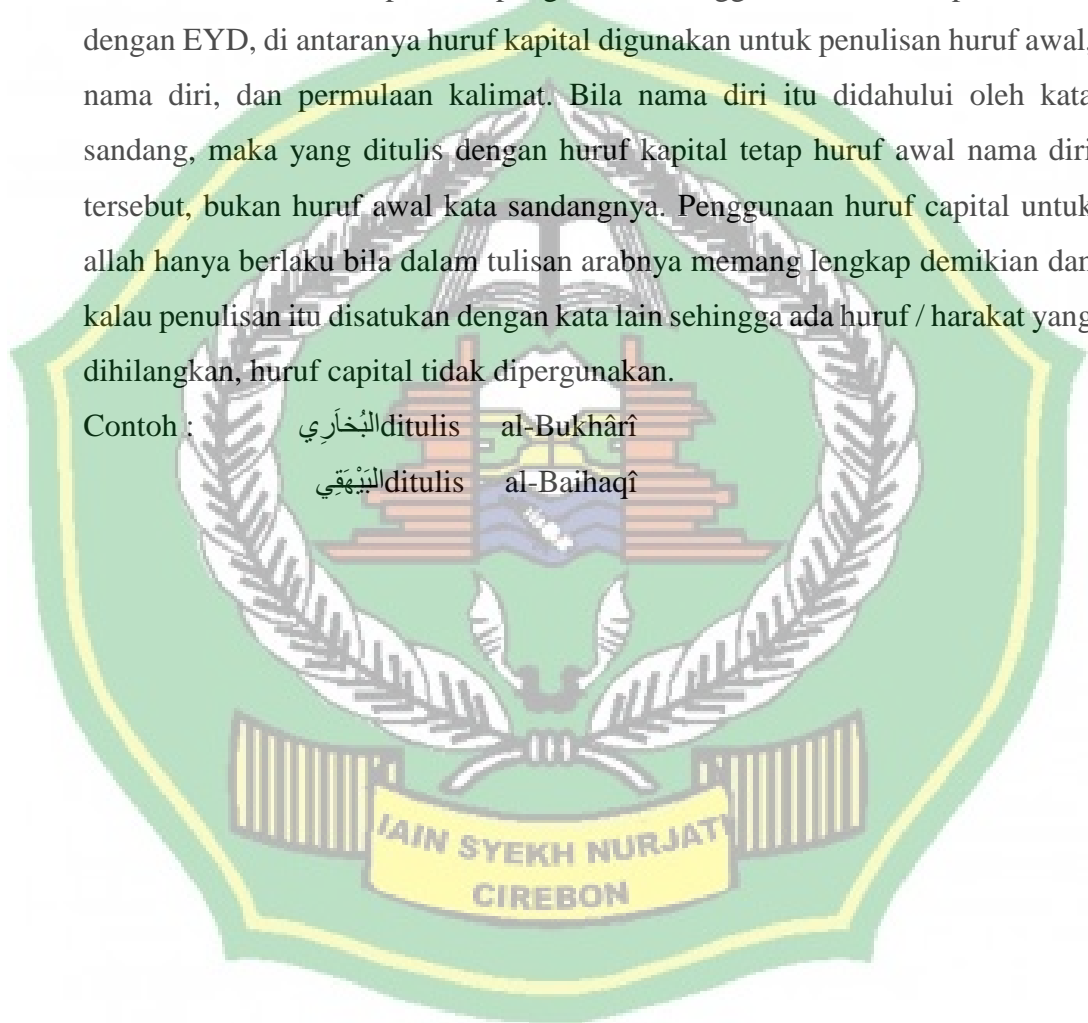 dengan EYD, di antaranya huruf kapital digunakan untuk penulisan huruf awal,
nama diri, dan permulaan kalimat. Bila nama diri itu didahului oleh kata
sandang, maka yang ditulis dengan huruf kapital tetap huruf awal nama diri
tersebut, bukan huruf awal kata sandangnya. Penggunaan huruf capital untuk
allah hanya berlaku bila dalam tulisan arabnya memang lengkap demikian dan
kalau penulisan itu disatukan dengan kata lain sehingga ada huruf / harakat yang
dihilangkan, huruf capital tidak dipergunakan.
Contoh : البُخاَرِي ditulis al-Bukhârî
البَيْهَقِي ditulis al-Baihaqî
IAIN SYEKH NURJATI
CIREBON